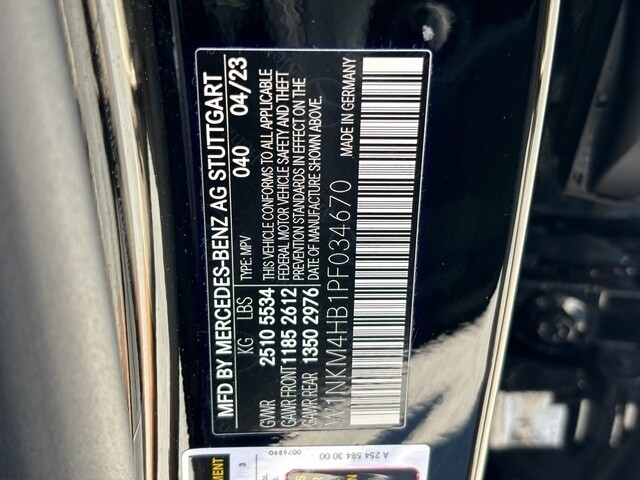 MFD BY MERCEDES-BENZ AG STUTTGART
KG LBS TYPE: MPV 040 04/23
GVWR 2510 5534 THIS VEHICLE CONFORMS TO ALL APPLICABLE
GAWR FRONT 1185 2612 FEDERAL MOTOR VEHICLE SAFETY AND THEFT
GAWR REAR 1350 2976 PREVENTION STANDARDS IN EFFECT ON THE
DATE OF MANUFACTURE SHOWN ABOVE.
W1NKM4HB1PF034670 MADE IN GERMANY
A 254 584 30 00
0076890
3